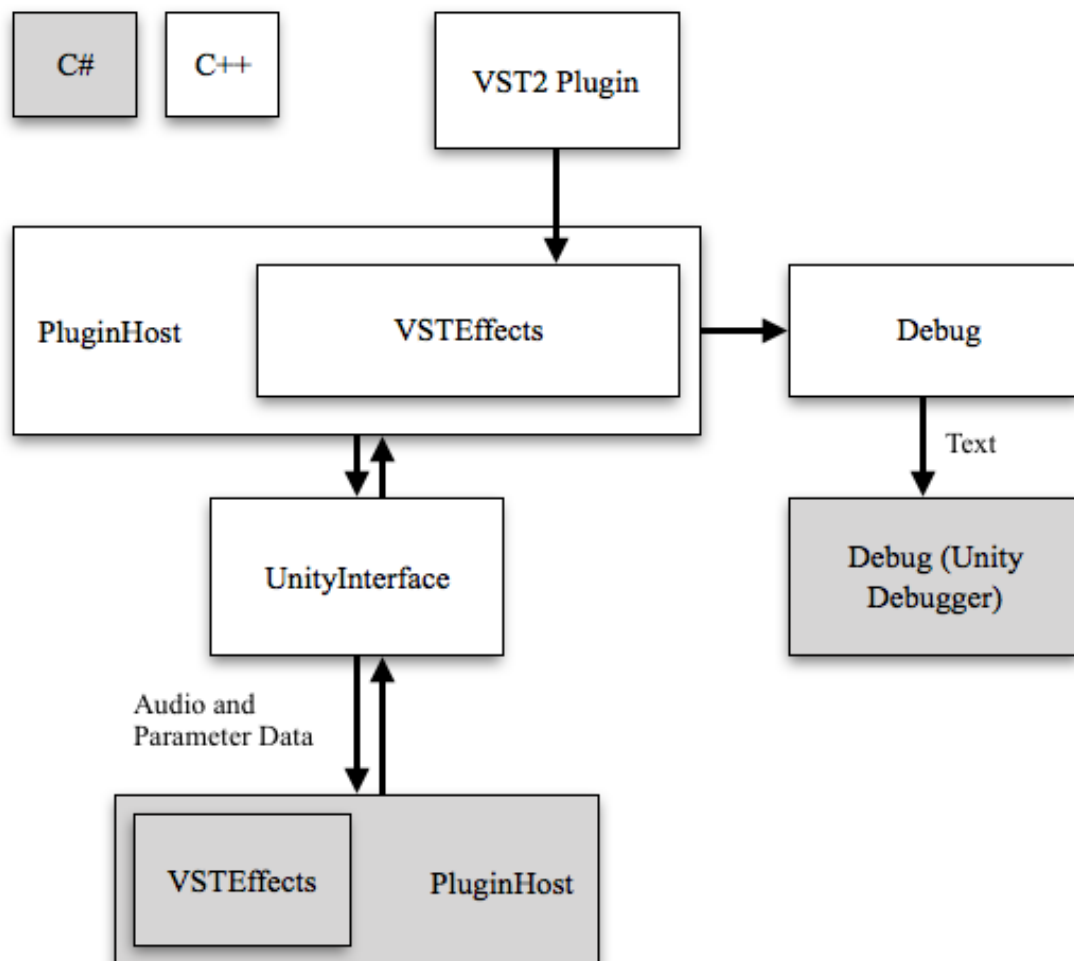 C#
C++
VST2 Plugin
PluginHost
VSTEffects
Debug
Text
UnityInterface
Debug (Unity
Debugger)
Audio and
Parameter Data
VSTEffects
PluginHost